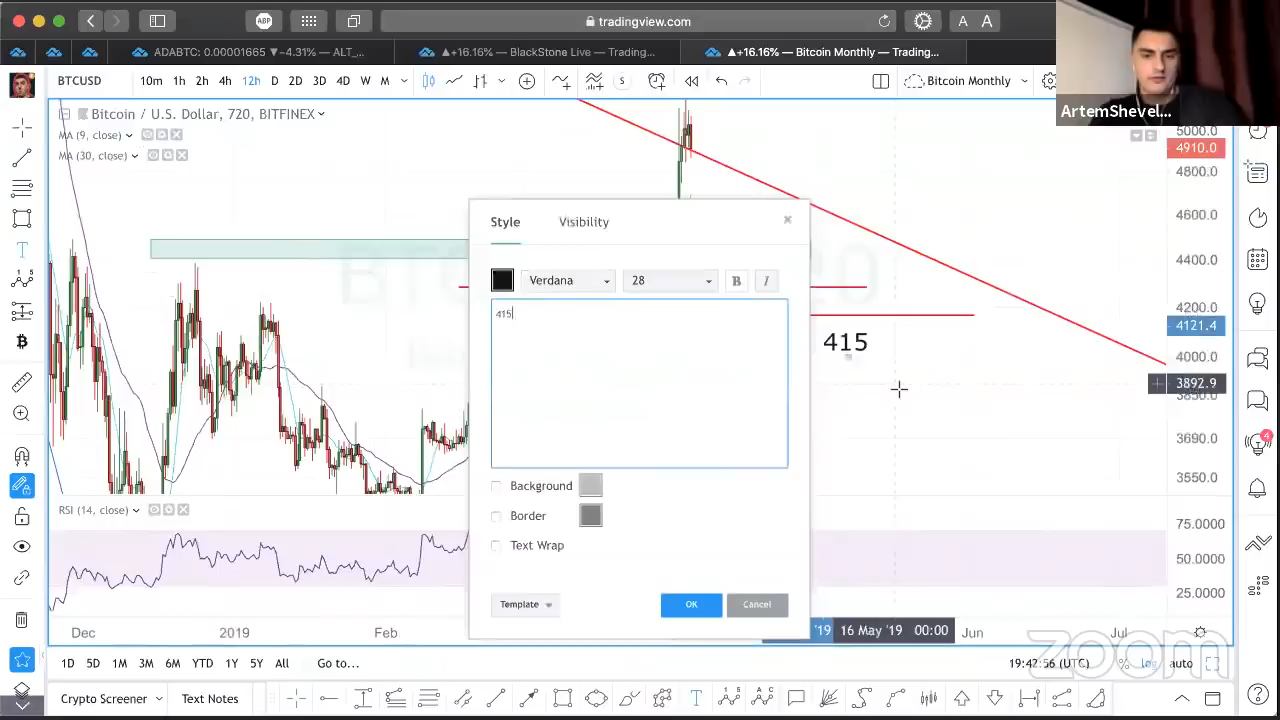 ABP
tradingview.com
A A
ADABTC: 0.00001665 ▼−4.31% — ALT_...
▲+16.16% — BlackStone Live — Trading...
▲+16.16% — Bitcoin Monthly — Trading...
ArtemShevel...
BTCUSD
10m 1h 2h 4h 12h D 2D 3D 4D W M
S
Bitcoin Monthly
Bitcoin / U.S. Dollar, 720, BITFINEX
MA (9, close)
MA (30, close)
5000.0
4910.0
4800.0
4600.0
4400.0
4200.0
4121.4
4000.0
3892.9
3850.0
3690.0
3550.0
Style
Visibility
Verdana
28
B
I
415
415
Background
Border
Text Wrap
Template
OK
Cancel
RSI (14, close)
75.0000
50.0000
25.0000
4
Dec 2019 Feb '19 16 May '19 00:00 Jun Jul
1D 5D 1M 3M 6M YTD 1Y 5Y All Go to...
19:42:56 (UTC) % log auto
zoom
Crypto Screener
Text Notes